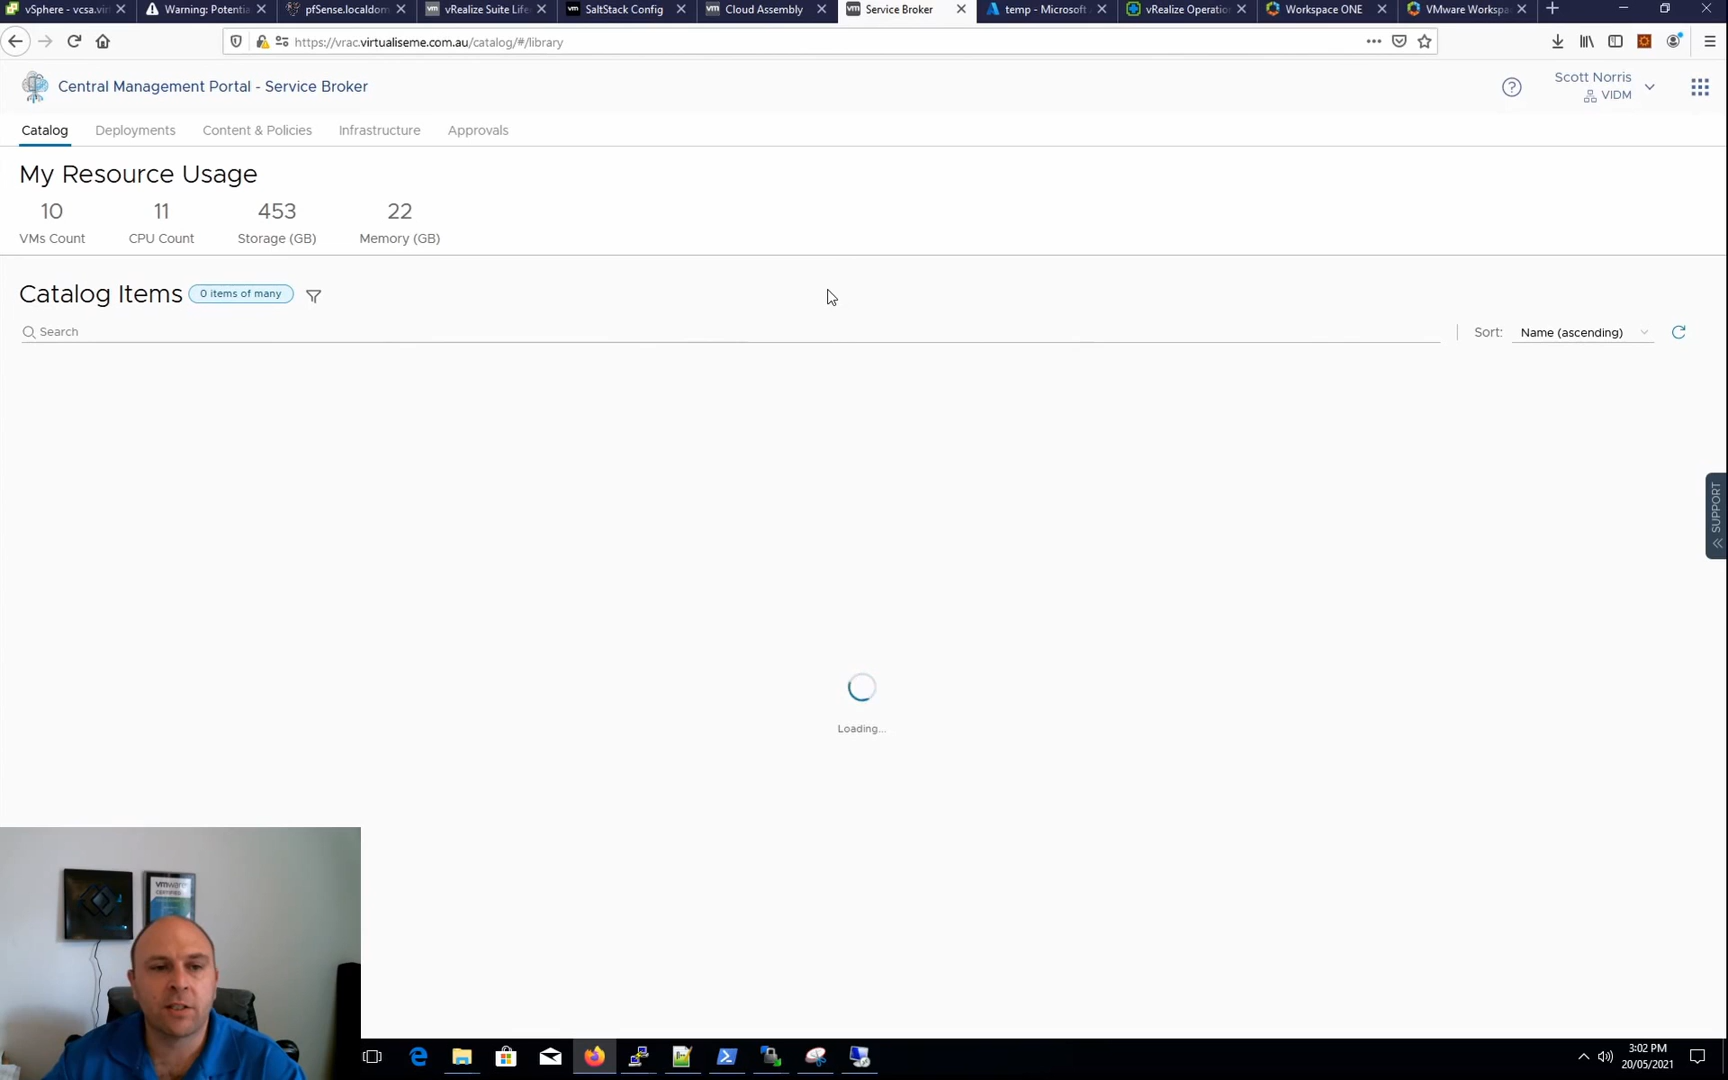 vSphere - vcsa.vir
Warning: Potentia
pfSense.localdom
vRealize Suite Life
SaltStack Config
Cloud Assembly
Service Broker
temp - Microsoft
vRealize Operatio
Workspace ONE
VMware Workspa
https://vrac.virtualiseme.com.au/catalog/#/library
Central Management Portal - Service Broker
Scott Norris
VIDM
Catalog
Deployments
Content & Policies
Infrastructure
Approvals
My Resource Usage
10
11
453
22
VMs Count
CPU Count
Storage (GB)
Memory (GB)
Catalog Items
0 items of many
Search
Sort:
Name (ascending)
SUPPORT
Loading...
vmware
CERTIFIED
3:02 PM
20/05/2021